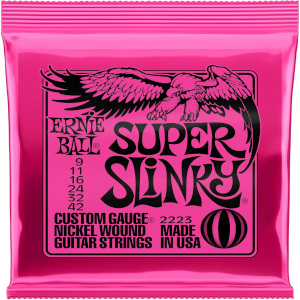 ERNIE BALL®
SUPER SLINKY
9
11
16
24
32
42
CUSTOM GAUGE® 2223
NICKEL WOUND MADE
GUITAR STRINGS IN USA